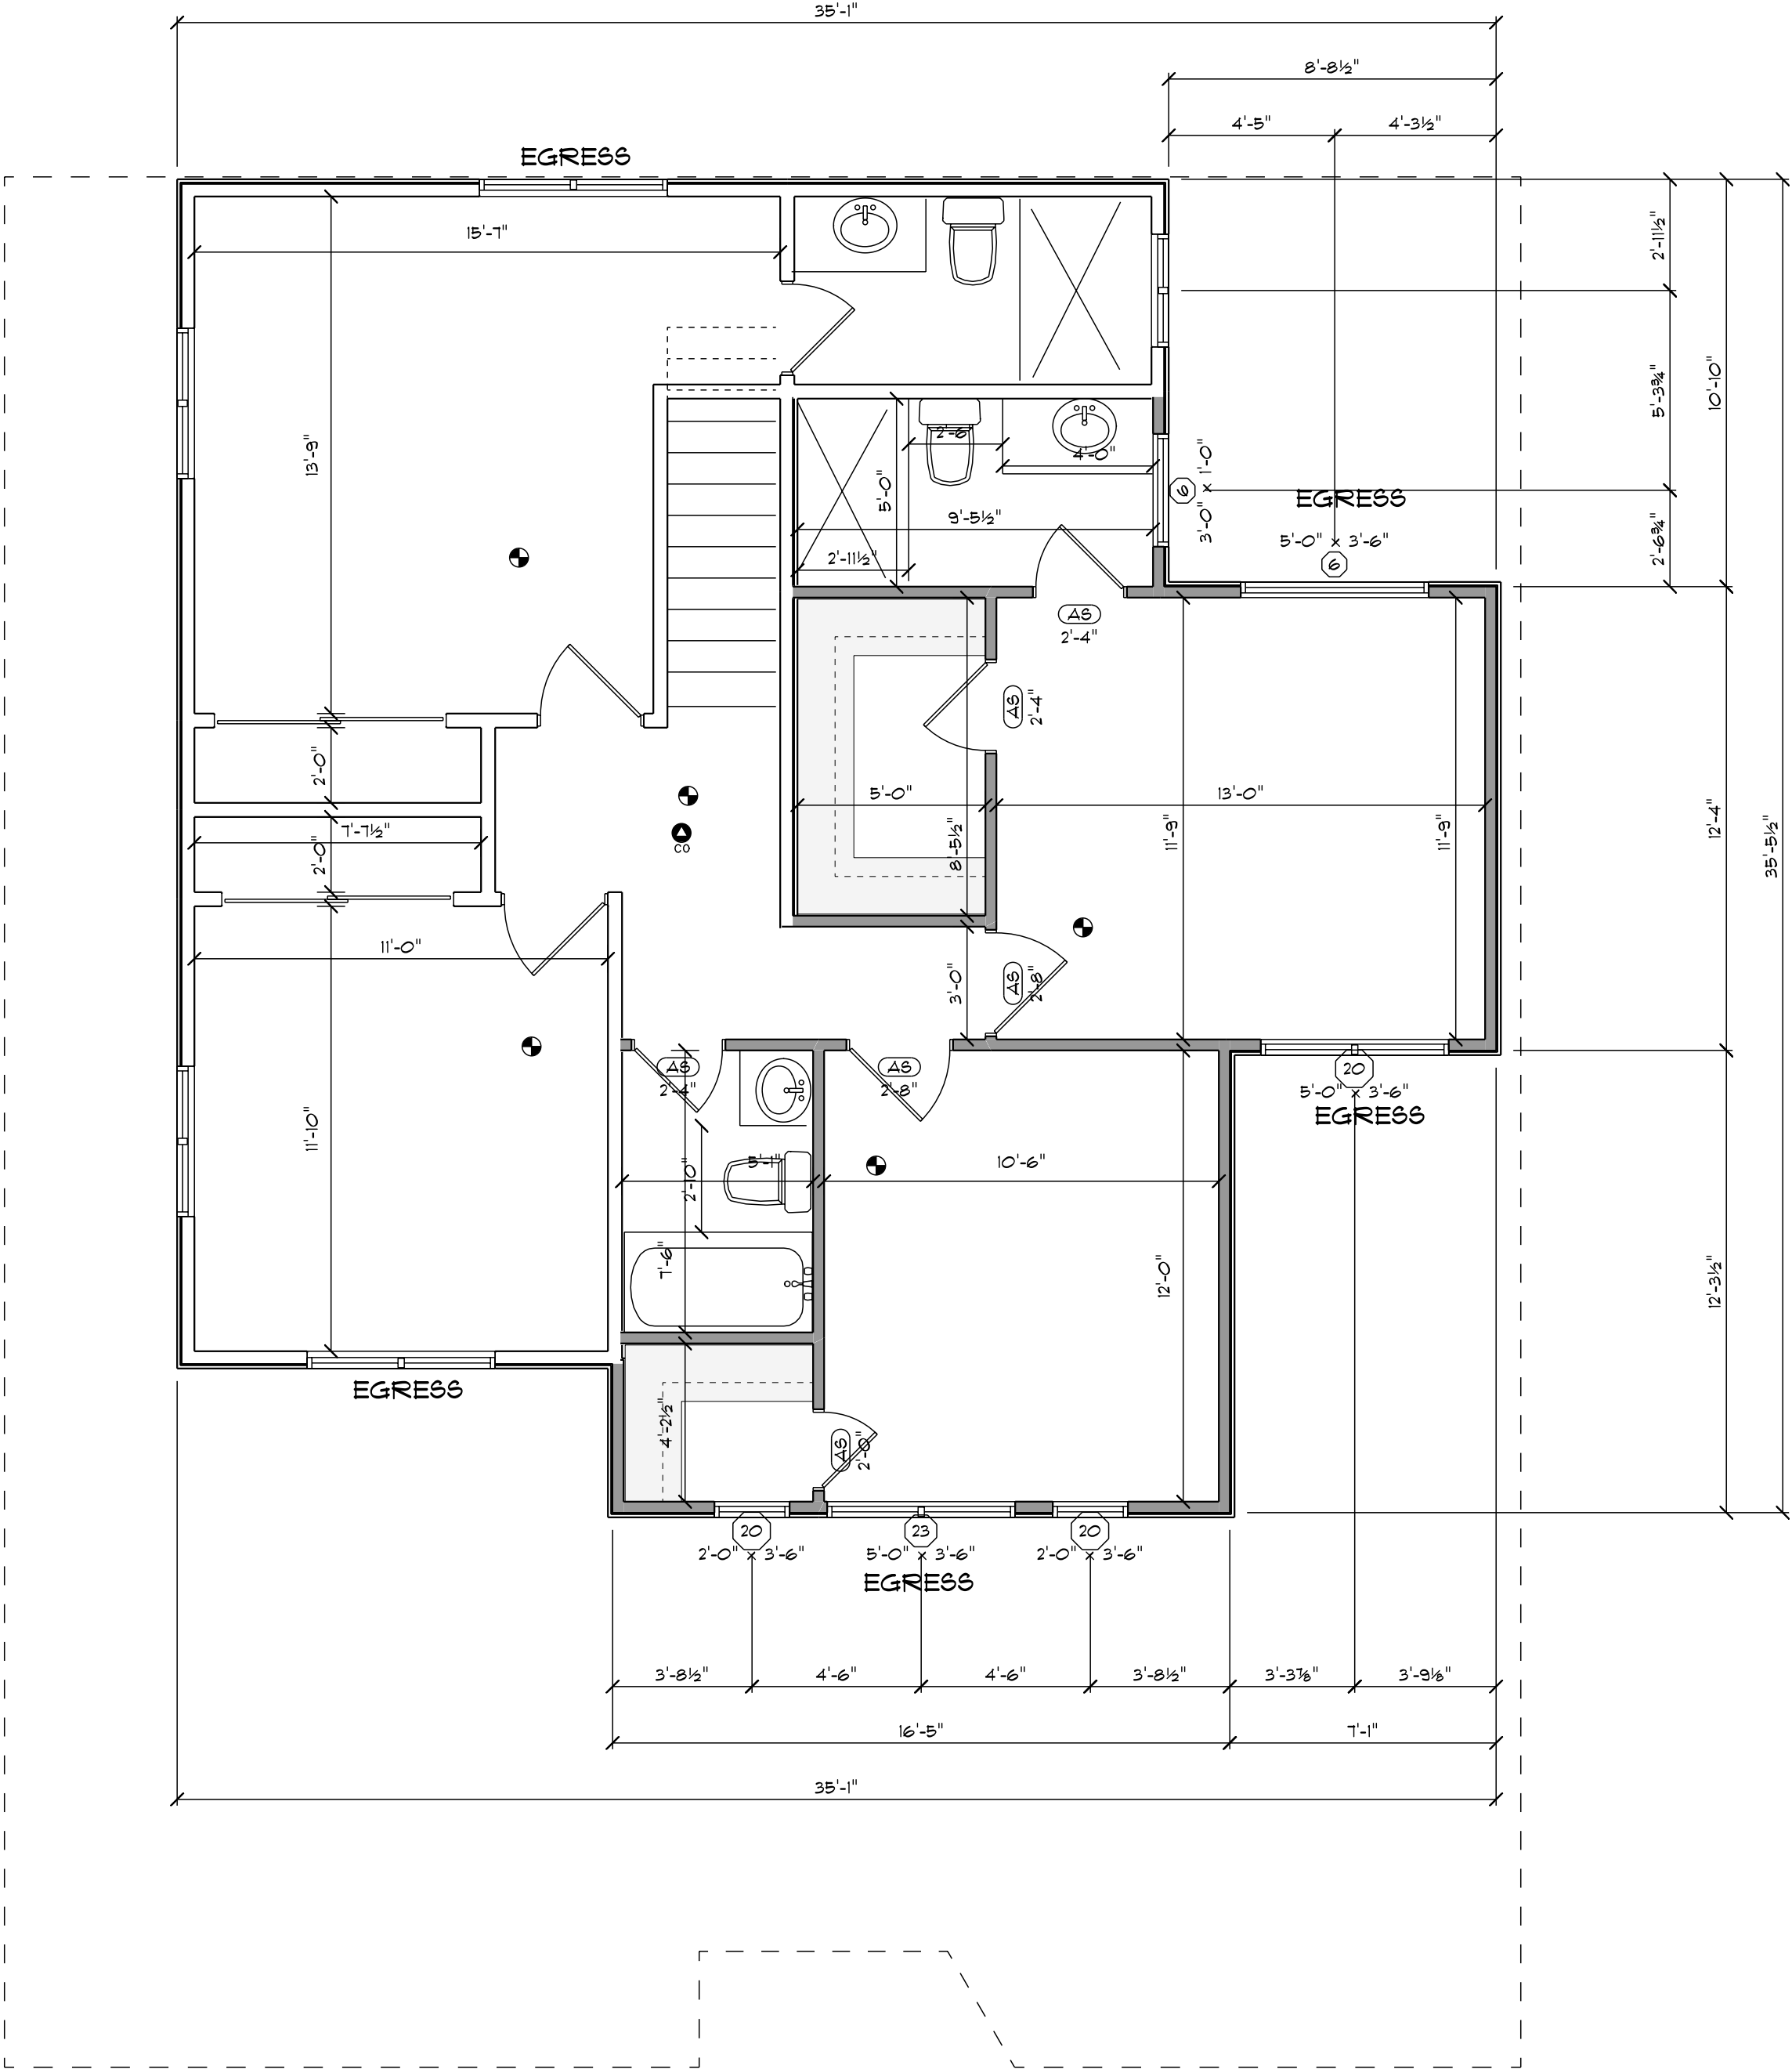 35'-1"
8'-8½"
4'-5" 4'-3½"
EGRESS
2'-11½"
15'-7"
13'-9"
5'-3¾"
10'-10"
2'-6
4'-0"
5'-0"
9'-5½"
2'-11½"
6
3'-0" × 1'-0"
EGRESS
5'-0" × 3'-6"
6
2'-6¾"
AS
2'-4"
AS
2'-4"
2'-0"
5'-0"
13'-0"
7'-7½"
2'-0"
CO
8'-5½"
11'-9"
11'-9"
12'-4"
35'-5½"
11'-0"
3'-0"
AS
2'-8"
AS
2'-4"
AS
2'-8"
20
5'-0" × 3'-6"
EGRESS
11'-10"
2'-10"
5'-1"
10'-6"
7'-6"
12'-0"
12'-3½"
EGRESS
4'-2½"
AS
2'-0"
20
2'-0" × 3'-6"
23
5'-0" × 3'-6"
20
2'-0" × 3'-6"
EGRESS
3'-8½" 4'-6" 4'-6" 3'-8½" 3'-3⅞" 3'-9⅛"
16'-5" 7'-1"
35'-1"